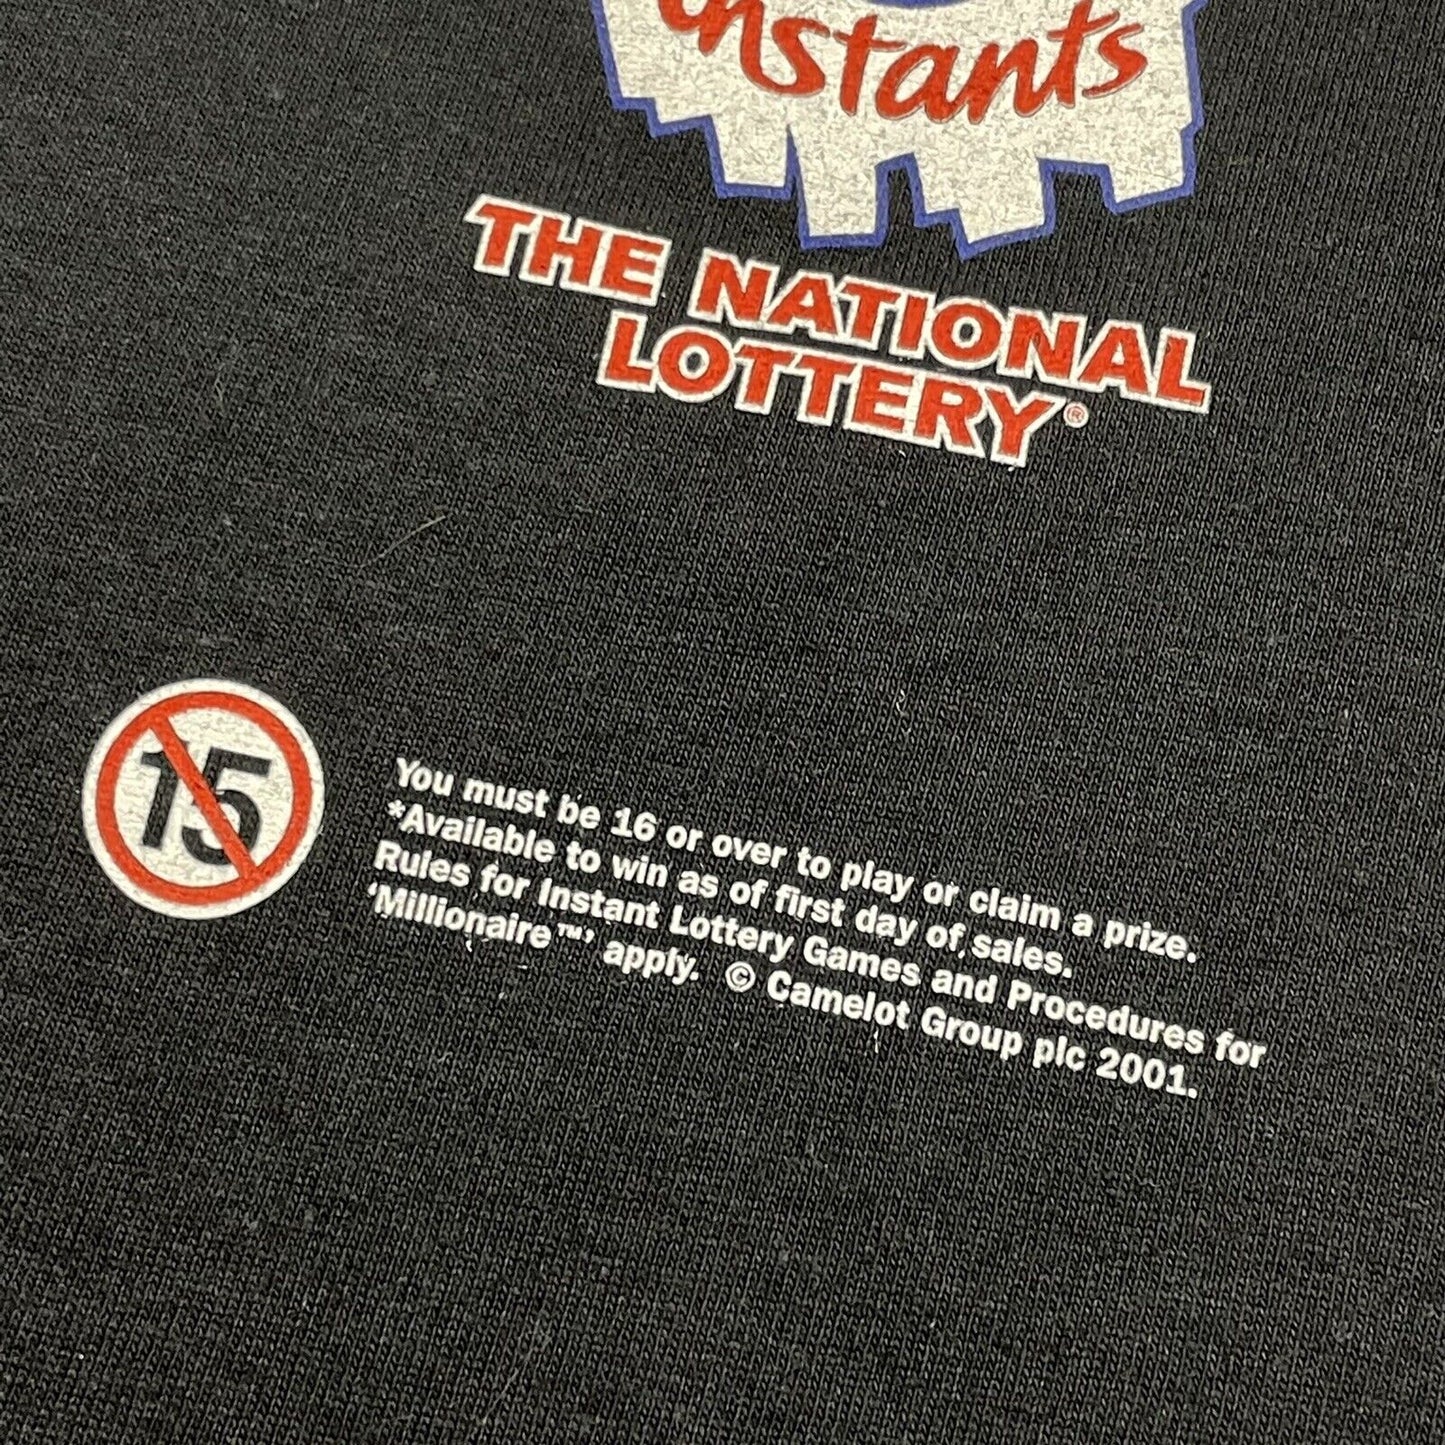 Instants
THE NATIONAL
LOTTERY®
15
You must be 16 or over to play or claim a prize.
*Available to win as of first day of sales.
Rules for Instant Lottery Games and Procedures for
‘Millionaire™’ apply. © Camelot Group plc 2001.